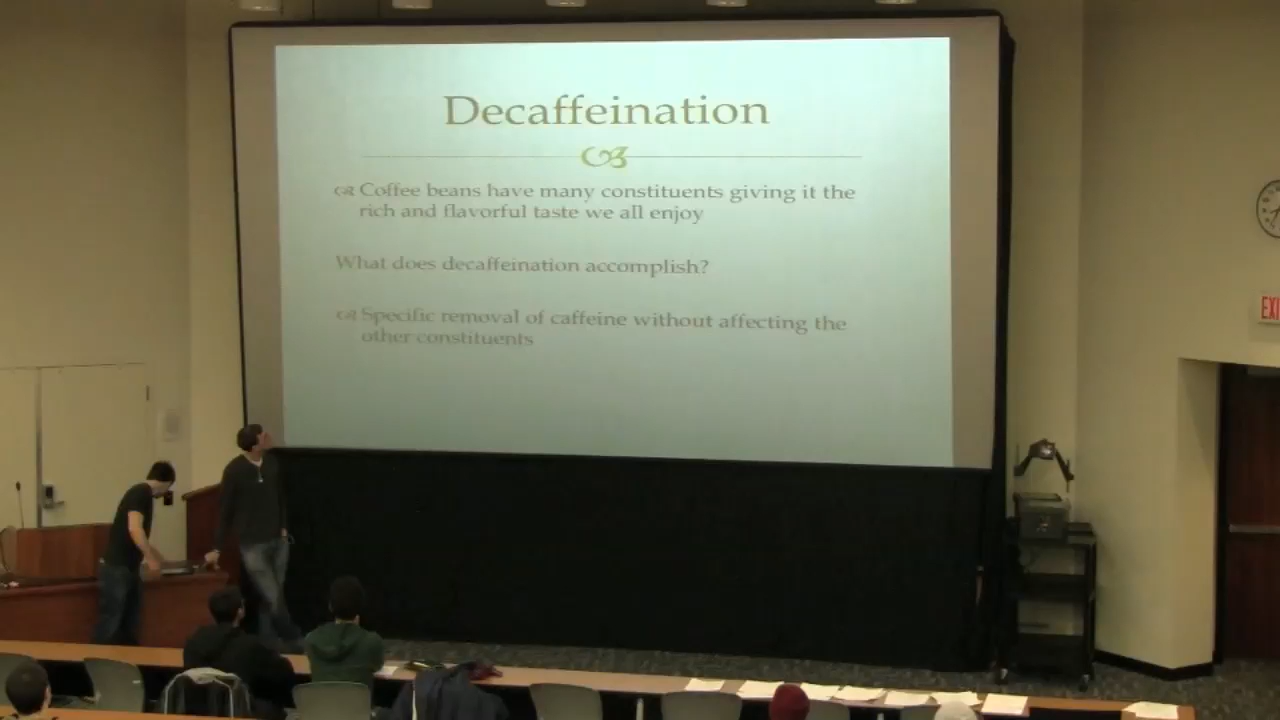 Decaffeination
Coffee beans have many constituents giving it the
rich and flavorful taste we all enjoy
What does decaffeination accomplish?
Specific removal of caffeine without affecting the
other constituents
EXI